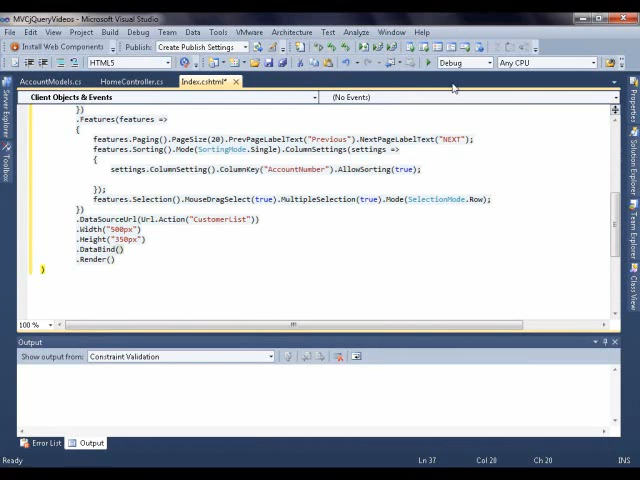 MVCjQueryVideos - Microsoft Visual Studio
File Edit View Project Build Debug Team Data Tools VMware Architecture Test Analyze Window Help
Install Web Components Publish: Create Publish Settings
HTML5 Debug Any CPU
AccountModels.cs HomeController.cs Index.cshtml*
Client Objects & Events (No Events)
})
.Features(features =>
{
features.Paging().PageSize(20).PrevPageLabelText("Previous").NextPageLabelText("NEXT");
features.Sorting().Mode(SortingMode.Single).ColumnSettings(settings =>
{
settings.ColumnSetting().ColumnKey("AccountNumber").AllowSorting(true);
});
features.Selection().MouseDragSelect(true).MultipleSelection(true).Mode(SelectionMode.Row);
})
.DataSourceUrl(Url.Action("CustomerList"))
.Width("500px")
.Height("350px")
.DataBind()
.Render()
)
100 %
Output
Show output from: Constraint Validation
Error List Output
Ready Ln 37 Col 20 Ch 20 INS
Server Explorer
Toolbox
Properties
Solution Explorer
Team Explorer
Class View